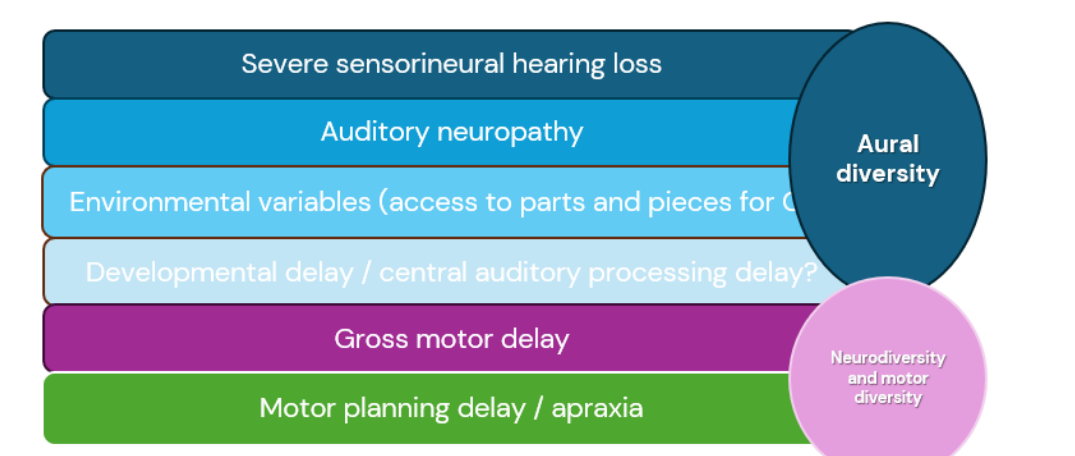 Severe sensorineural hearing loss
Auditory neuropathy
Environmental variables (access to parts and pieces for
Developmental delay / central auditory processing delay?
Gross motor delay
Motor planning delay / apraxia
Aural
diversity
Neurodiversity
and motor
diversity